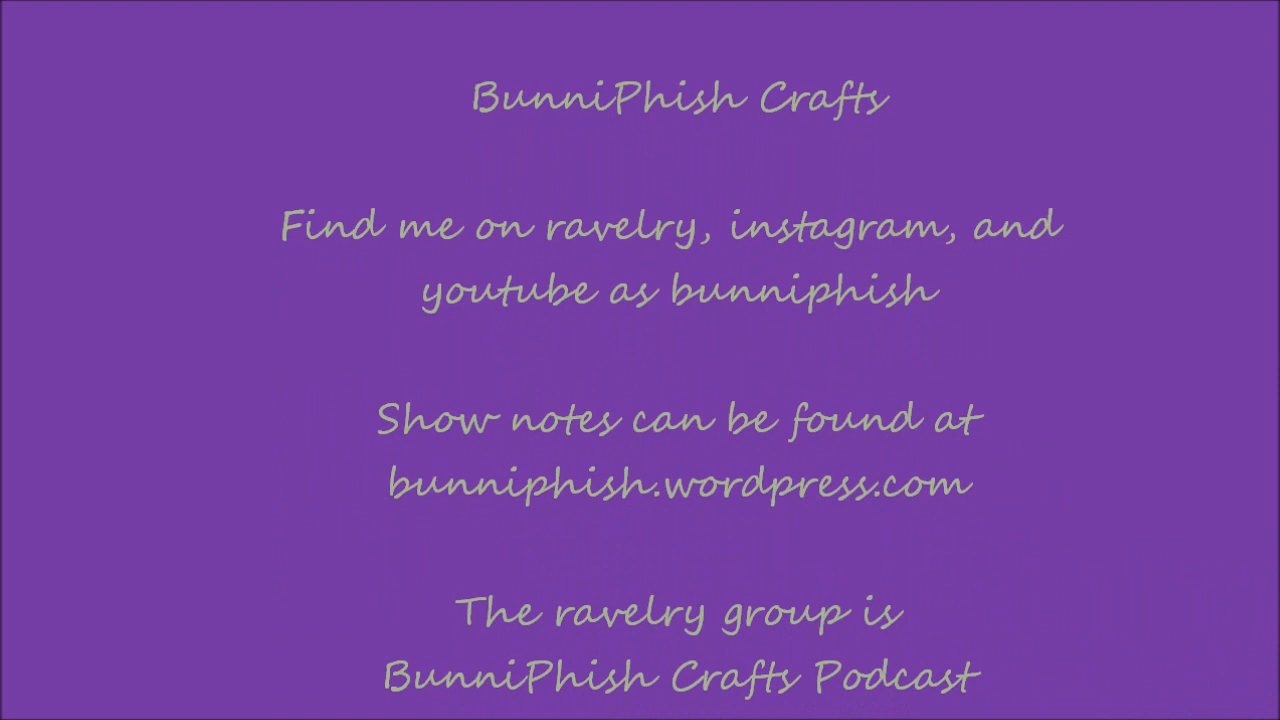 BunniPhish Crafts
Find me on ravelry, instagram, and
youtube as bunniphish
Show notes can be found at
bunniphish.wordpress.com
The ravelry group is
BunniPhish Crafts Podcast